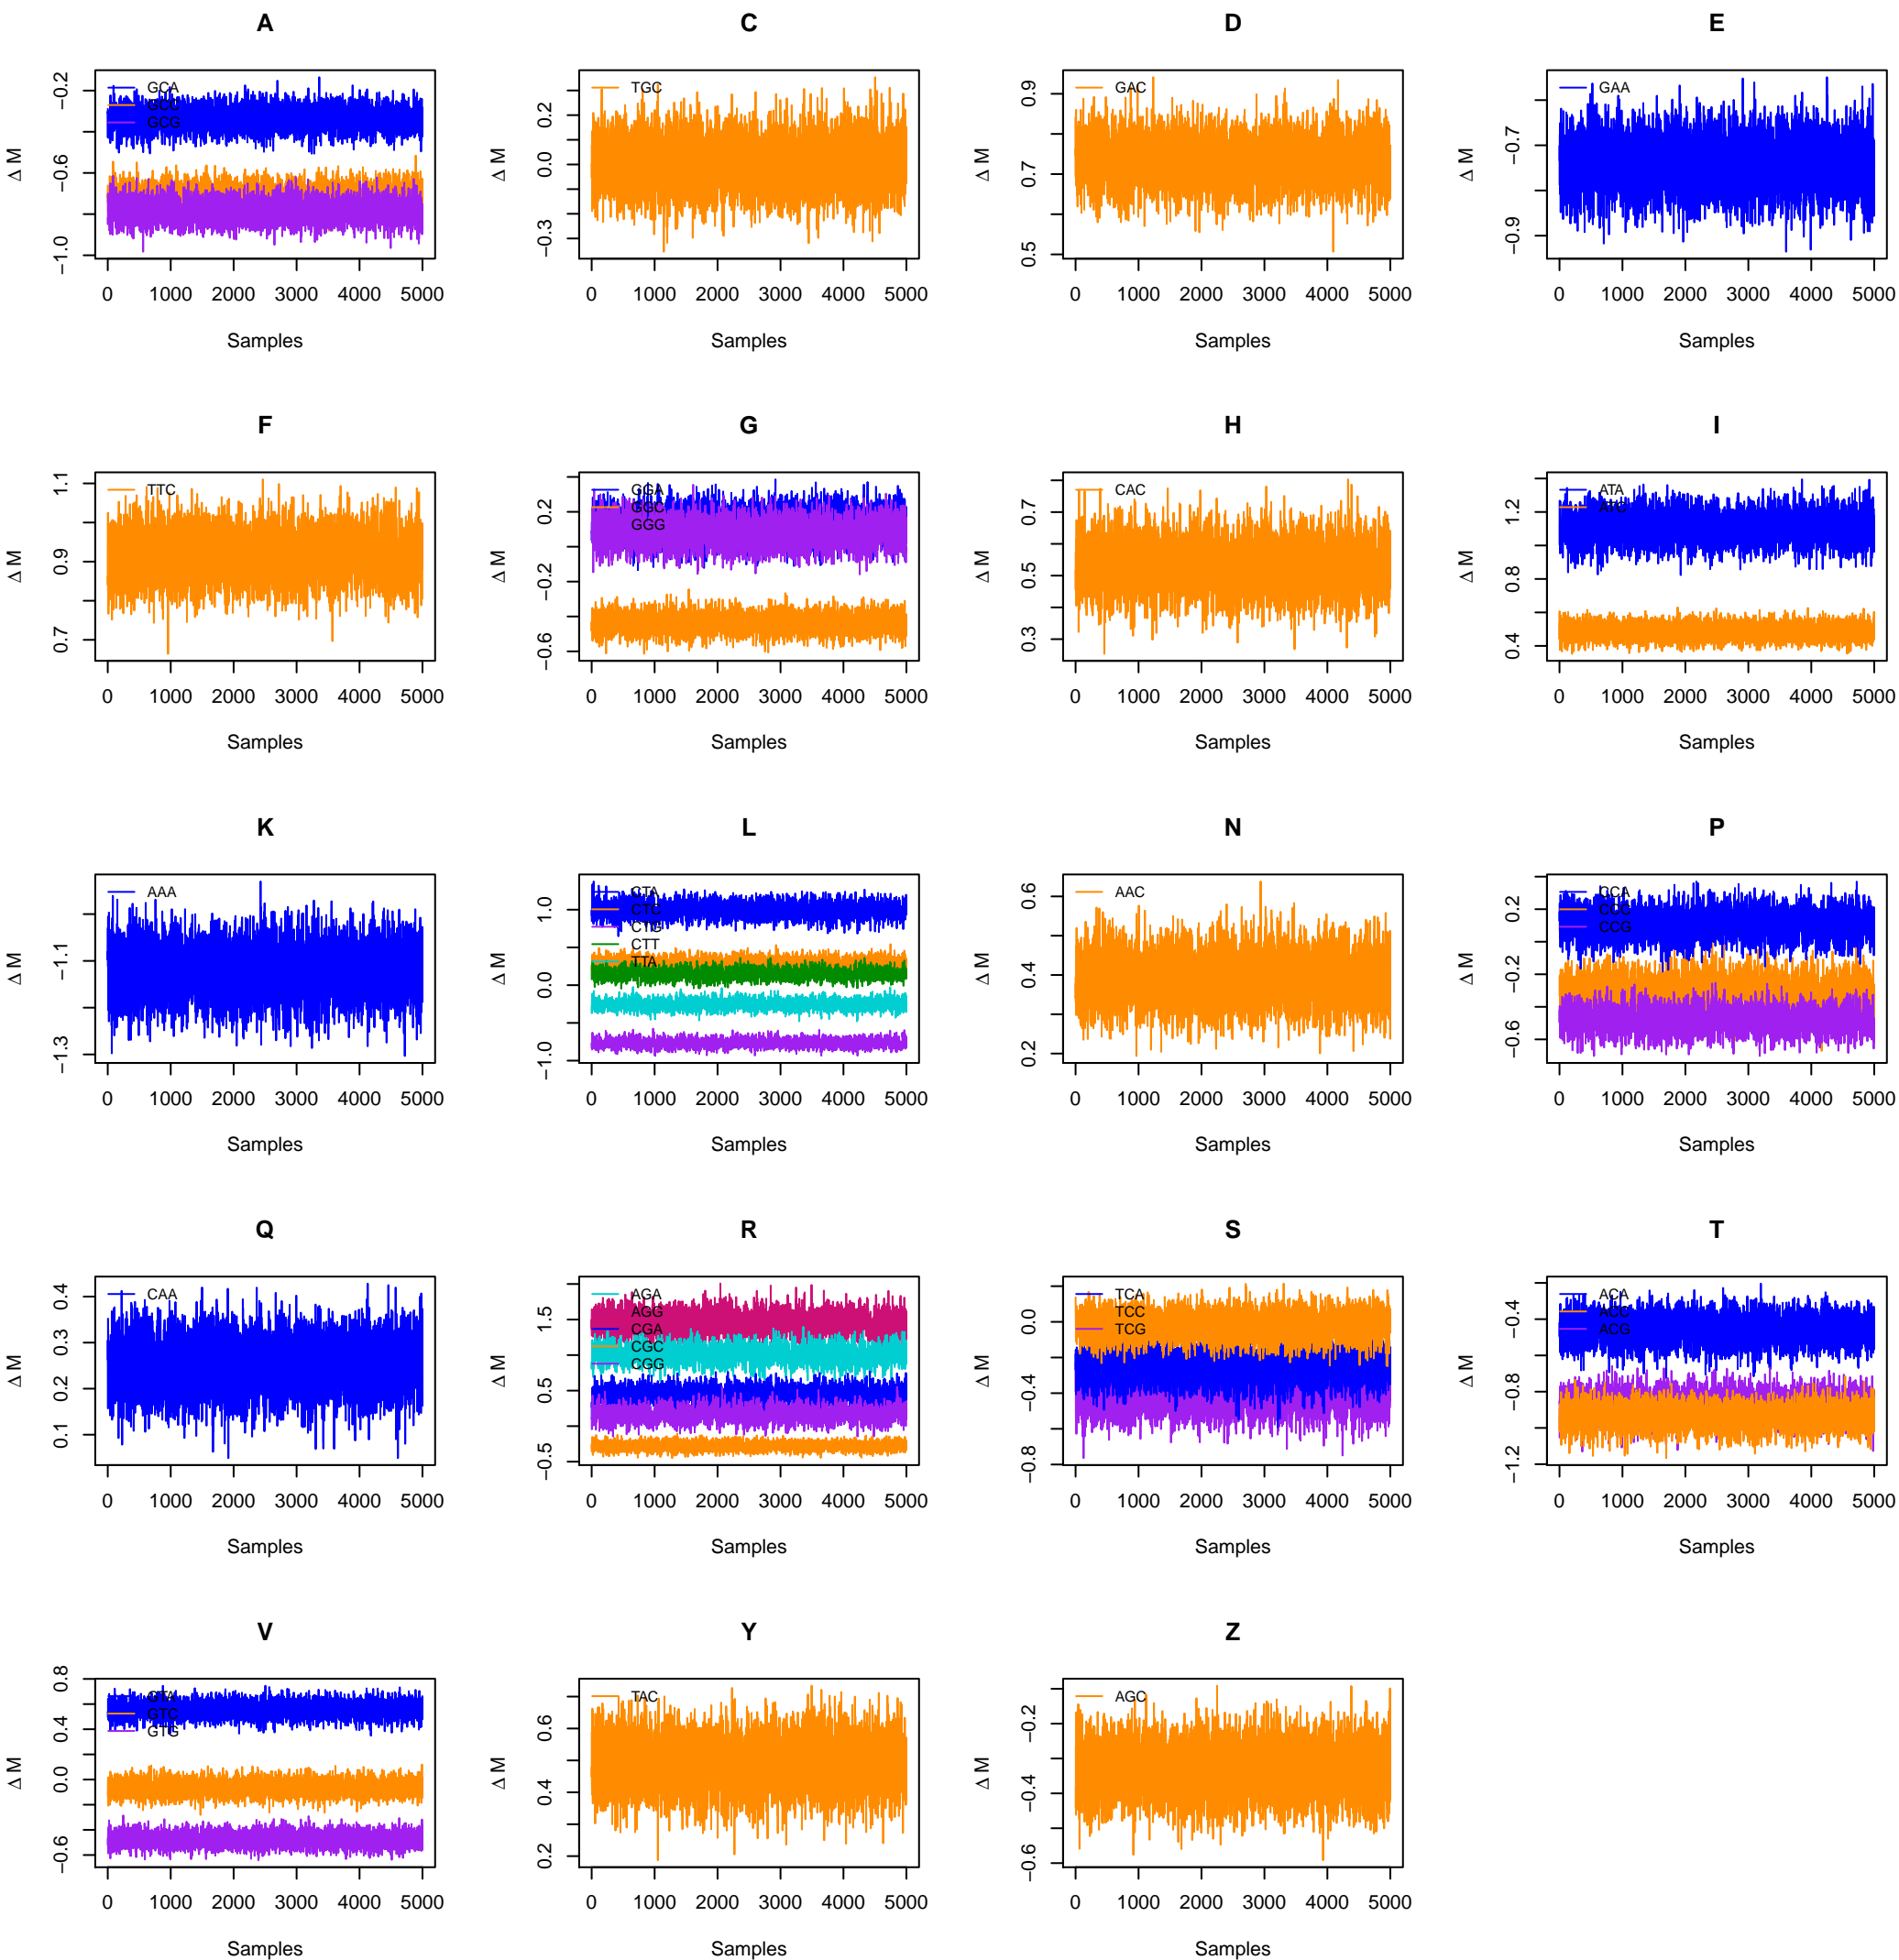 A
C
D
E
Δ M
−0.2
−0.6
−1.0
GCA
GCC
GCG
0 1000 2000 3000 4000 5000
Samples
Δ M
0.2
0.0
−0.3
TGC
0 1000 2000 3000 4000 5000
Samples
Δ M
0.9
0.7
0.5
GAC
0 1000 2000 3000 4000 5000
Samples
Δ M
−0.7
−0.9
GAA
0 1000 2000 3000 4000 5000
Samples
F
G
H
I
Δ M
1.1
0.9
0.7
TTC
0 1000 2000 3000 4000 5000
Samples
Δ M
0.2
−0.2
−0.6
GGA
GGC
GGG
0 1000 2000 3000 4000 5000
Samples
Δ M
0.7
0.5
0.3
CAC
0 1000 2000 3000 4000 5000
Samples
Δ M
1.2
0.8
0.4
ATA
ATC
0 1000 2000 3000 4000 5000
Samples
K
L
N
P
Δ M
−1.1
−1.3
AAA
0 1000 2000 3000 4000 5000
Samples
Δ M
1.0
0.0
−1.0
CTA
CTC
CTG
CTT
TTA
0 1000 2000 3000 4000 5000
Samples
Δ M
0.6
0.4
0.2
AAC
0 1000 2000 3000 4000 5000
Samples
Δ M
0.2
−0.2
−0.6
CCA
CCC
CCG
0 1000 2000 3000 4000 5000
Samples
Q
R
S
T
Δ M
0.4
0.3
0.2
0.1
CAA
0 1000 2000 3000 4000 5000
Samples
Δ M
1.5
0.5
−0.5
AGA
AGG
CGA
CGC
CGG
0 1000 2000 3000 4000 5000
Samples
Δ M
0.0
−0.4
−0.8
TCA
TCC
TCG
0 1000 2000 3000 4000 5000
Samples
Δ M
−0.4
−0.8
−1.2
ACA
ACC
ACG
0 1000 2000 3000 4000 5000
Samples
V
Y
Z
Δ M
0.8
0.4
0.0
−0.6
GTA
GTC
GTG
0 1000 2000 3000 4000 5000
Samples
Δ M
0.6
0.4
0.2
TAC
0 1000 2000 3000 4000 5000
Samples
Δ M
−0.2
−0.4
−0.6
AGC
0 1000 2000 3000 4000 5000
Samples